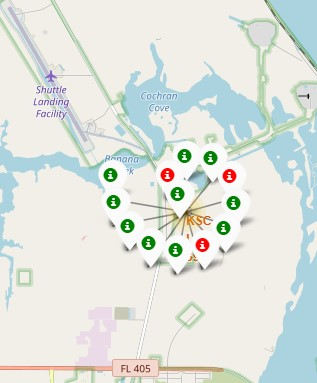 Shuttle
Landing
Facility
Cochran
Cove
Banana
KSC
FL 405